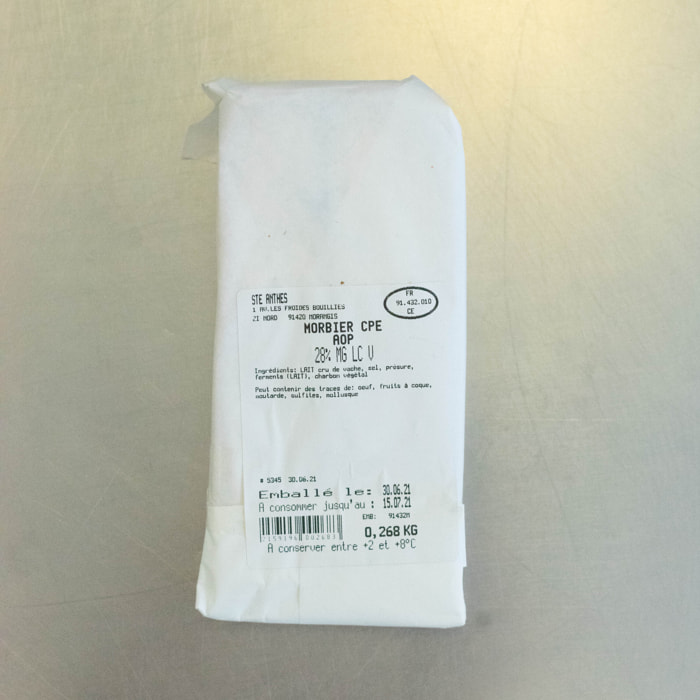 STE ANTHES
1 AV.LES FROIDES BOUILLIES
ZI NORD 91420 MORANGIS
FR
91.432.010
CE
MORBIER CPE
AOP
28% MG LC V
Ingrédients: LAIT cru de vache, sel, présure,
ferments (LAIT), charbon végétal
Peut contenir des traces de: oeuf, fruits à coque,
moutarde, sulfites, mollusque
# 5345 30.06.21
Emballé le: 30.06.21
A consommer jusqu'au : 15.07.21
EMB: 91432M
0,268 KG
A conserver entre +2 et +8°C